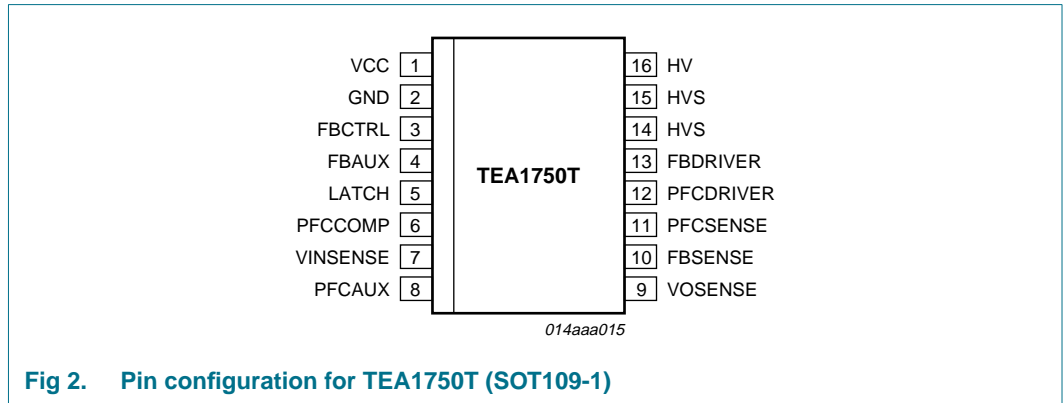 VCC 1
GND 2
FBCTRL 3
FBAUX 4
LATCH 5
PFCCOMP 6
VINSENSE 7
PFCAUX 8
TEA1750T
16 HV
15 HVS
14 HVS
13 FBDRIVER
12 PFCDRIVER
11 PFCSENSE
10 FBSENSE
9 VOSENSE
014aaa015
Fig 2. Pin configuration for TEA1750T (SOT109-1)